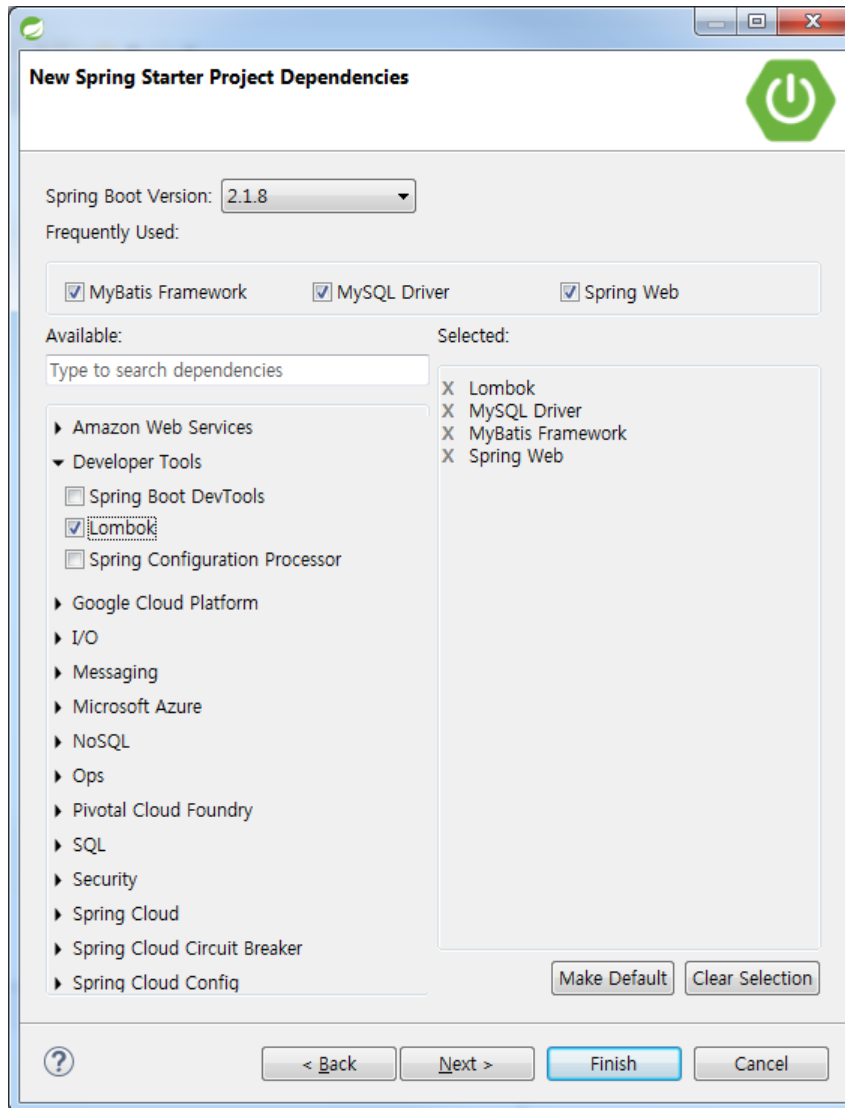 New Spring Starter Project Dependencies
Spring Boot Version: 2.1.8
Frequently Used:
MyBatis Framework MySQL Driver Spring Web
Available:
Type to search dependencies
Amazon Web Services
Developer Tools
Spring Boot DevTools
Lombok
Spring Configuration Processor
Google Cloud Platform
I/O
Messaging
Microsoft Azure
NoSQL
Ops
Pivotal Cloud Foundry
SQL
Security
Spring Cloud
Spring Cloud Circuit Breaker
Spring Cloud Config
Selected:
X Lombok
X MySQL Driver
X MyBatis Framework
X Spring Web
Make Default Clear Selection
? < Back Next > Finish Cancel